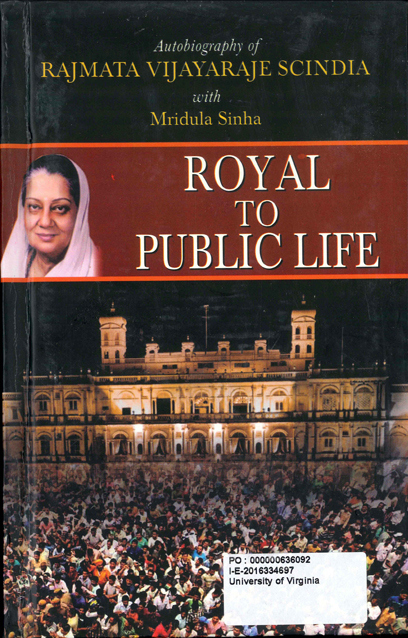 Autobiography of
RAJMATA VIJAYARAJE SCINDIA
with
Mridula Sinha
ROYAL
TO
PUBLIC LIFE
PO : 000000636092
I-E-2016334697
University of Virginia